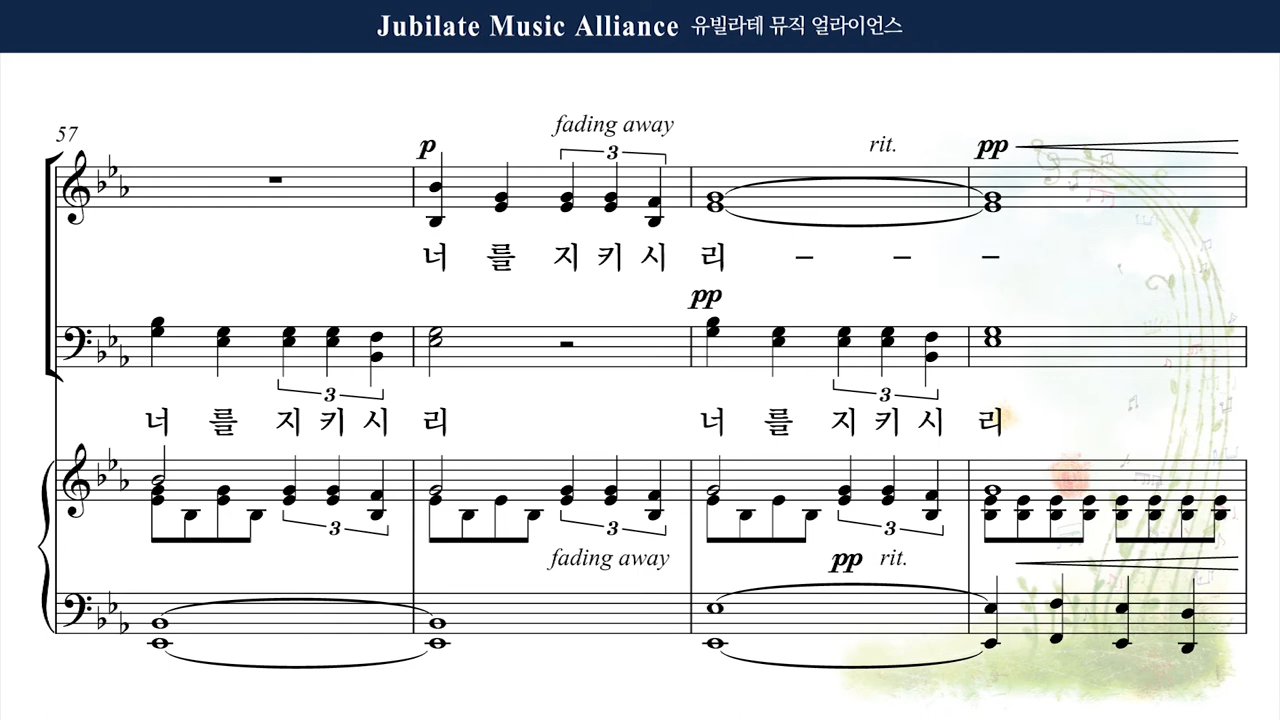 Jubilate Music Alliance 유빌라테 뮤직 얼라이언스
57
fading away
p 3 rit. pp
너 를 지 키 시 리 – – –
pp
3 3
너 를 지 키 시 리 너 를 지 키 시 리
3 3 3
fading away pp rit.